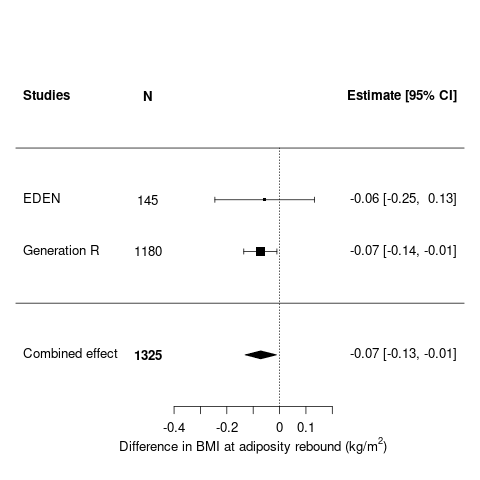 Studies N Estimate [95% CI]
EDEN 145 -0.06 [-0.25, 0.13]
Generation R 1180 -0.07 [-0.14, -0.01]
Combined effect 1325 -0.07 [-0.13, -0.01]
-0.4 -0.2 0 0.1
Difference in BMI at adiposity rebound (kg/m²)